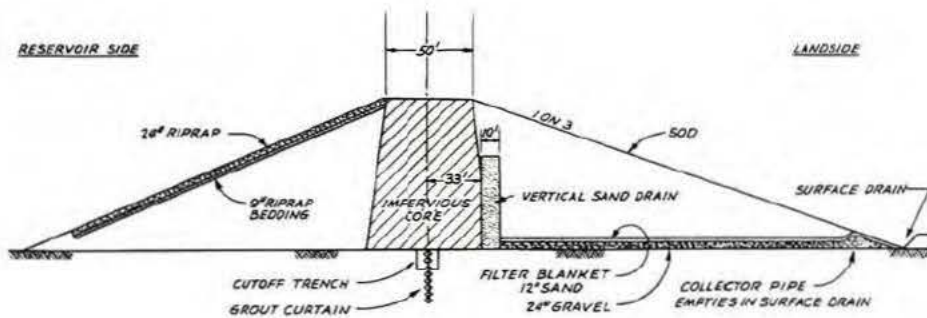 RESERVOIR SIDE
50'
LANDSIDE
1 ON 3
SOD
24" RIPRAP
10'
9" RIPRAP
BEDDING
33'
IMPERVIOUS
CORE
VERTICAL SAND DRAIN
SURFACE DRAIN
CUTOFF TRENCH
GROUT CURTAIN
FILTER BLANKET
12" SAND
24" GRAVEL
COLLECTOR PIPE
EMPTIES IN SURFACE DRAIN